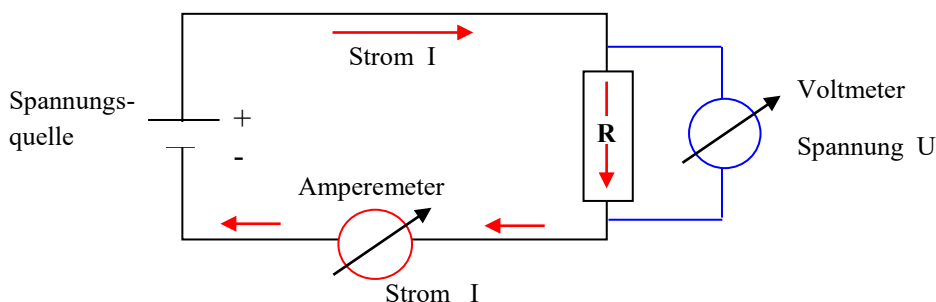 Strom I
Spannungs-
quelle
+
-
R
Voltmeter
Spannung U
Amperemeter
Strom I